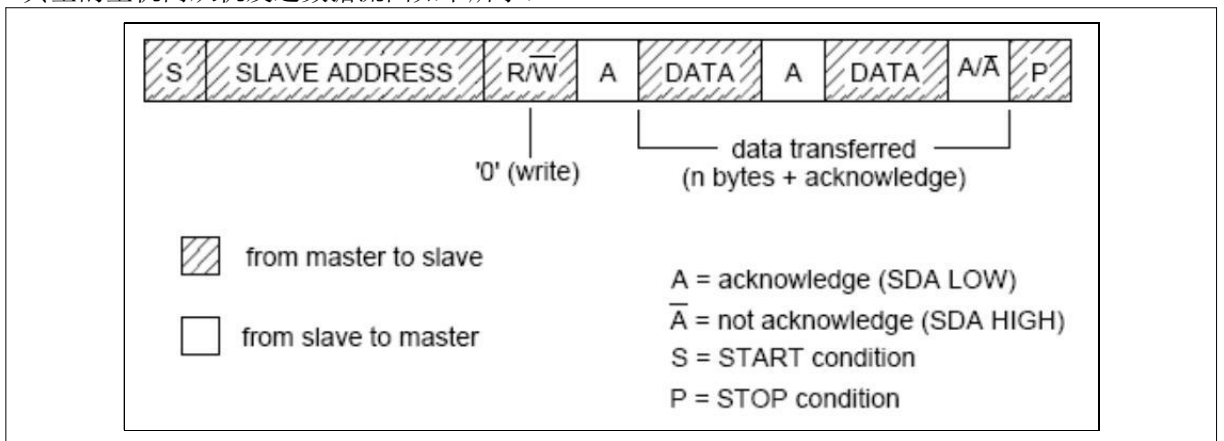 S SLAVE ADDRESS R/W̅ A DATA A DATA A/A̅ P
'0' (write)
data transferred
(n bytes + acknowledge)
from master to slave
from slave to master
A = acknowledge (SDA LOW)
A̅ = not acknowledge (SDA HIGH)
S = START condition
P = STOP condition